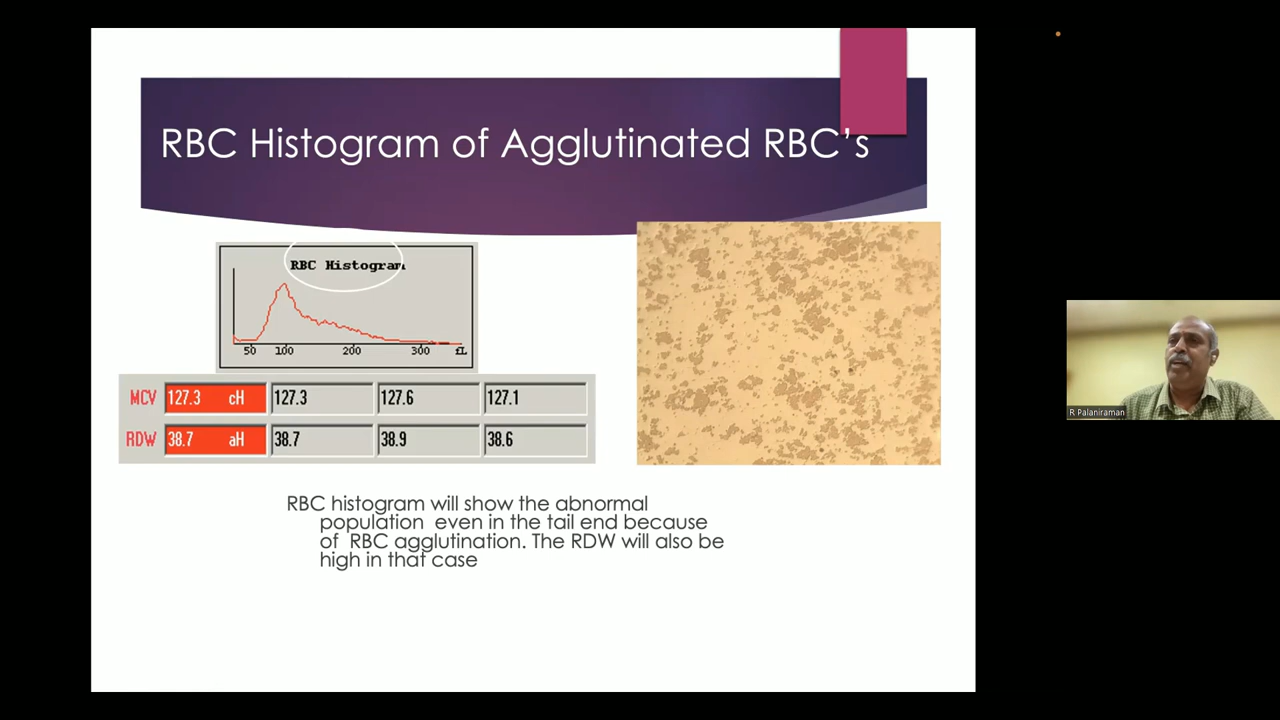 RBC Histogram of Agglutinated RBC’s
RBC Histogram
50 100 200 300 fL
MCV 127.3 cH 127.3 127.6 127.1
RDW 38.7 aH 38.7 38.9 38.6
RBC histogram will show the abnormal
population even in the tail end because
of RBC agglutination. The RDW will also be
high in that case
R Palaniraman